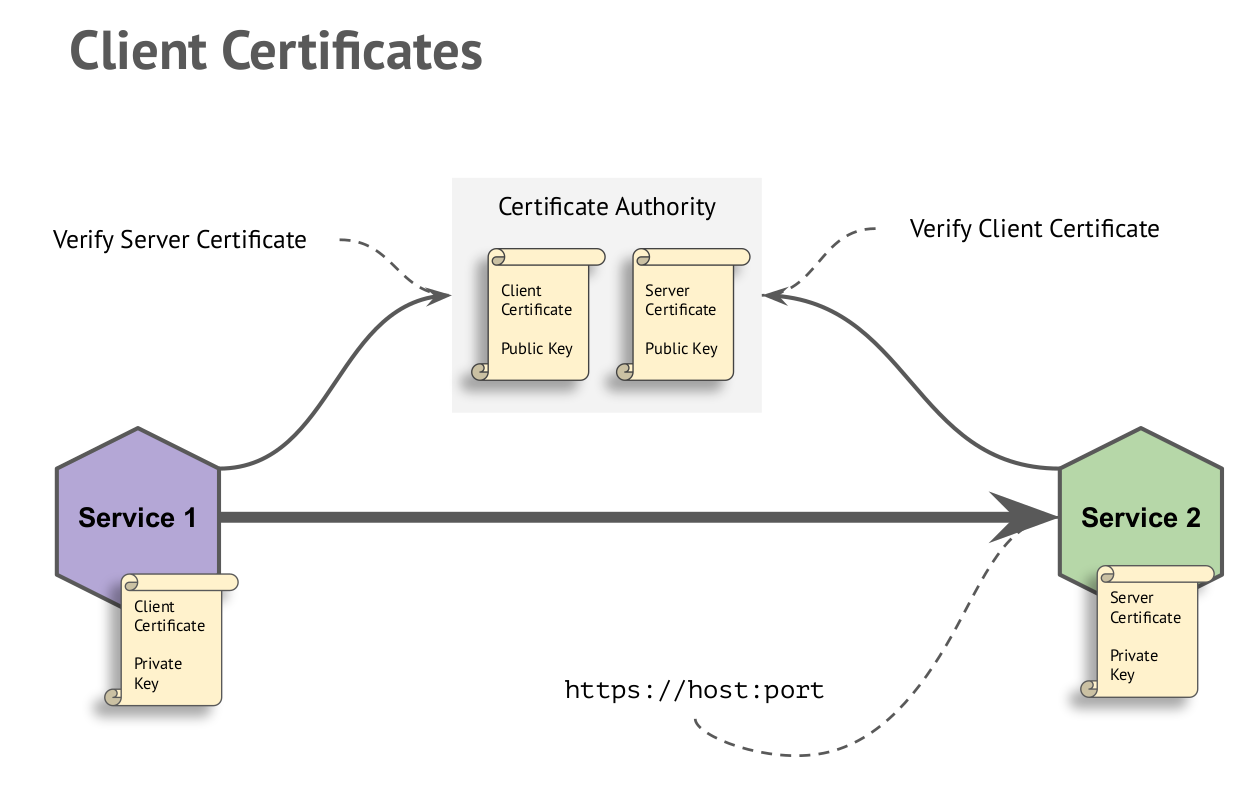 Client Certificates
Certificate Authority
Verify Server Certificate
Verify Client Certificate
Client
Certificate
Public Key
Server
Certificate
Public Key
Service 1
Service 2
Client
Certificate
Private
Key
Server
Certificate
Private
Key
https://host:port